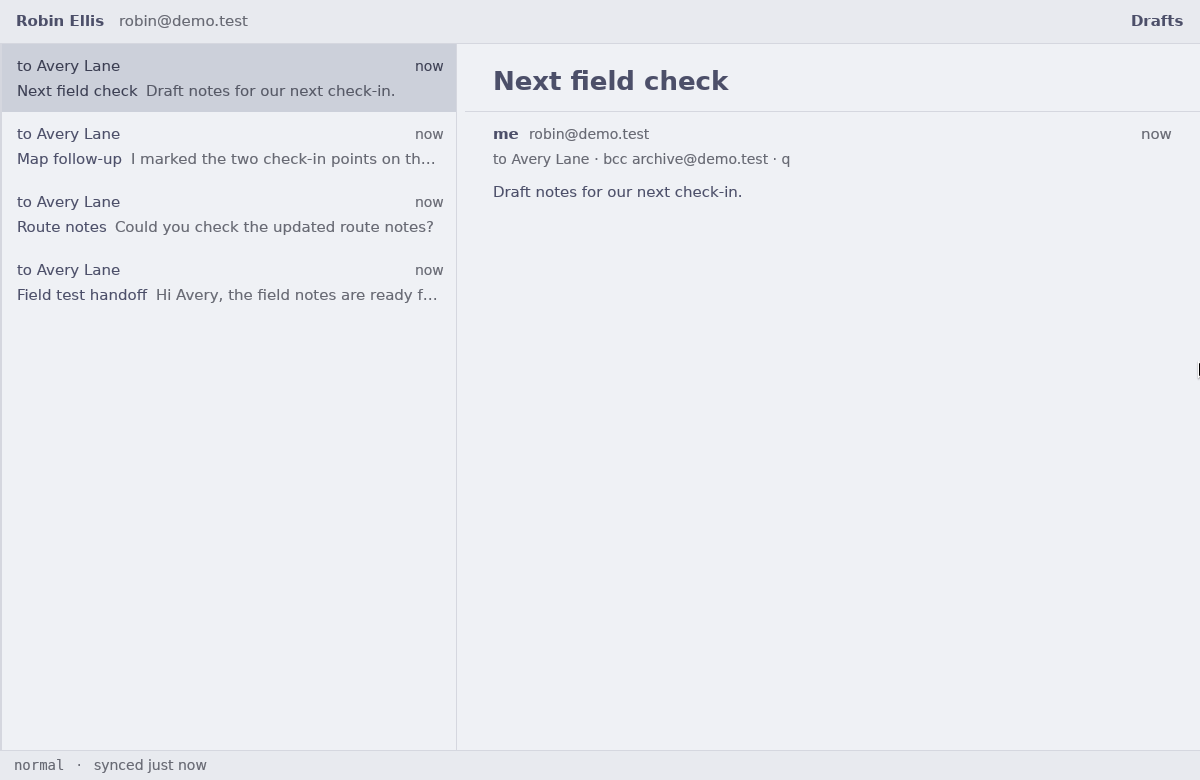 Robin Ellis robin@demo.test Drafts
to Avery Lane now
Next field check Draft notes for our next check-in.
to Avery Lane now
Map follow-up I marked the two check-in points on th…
to Avery Lane now
Route notes Could you check the updated route notes?
to Avery Lane now
Field test handoff Hi Avery, the field notes are ready f…
Next field check
me robin@demo.test now
to Avery Lane · bcc archive@demo.test · q
Draft notes for our next check-in.
normal · synced just now